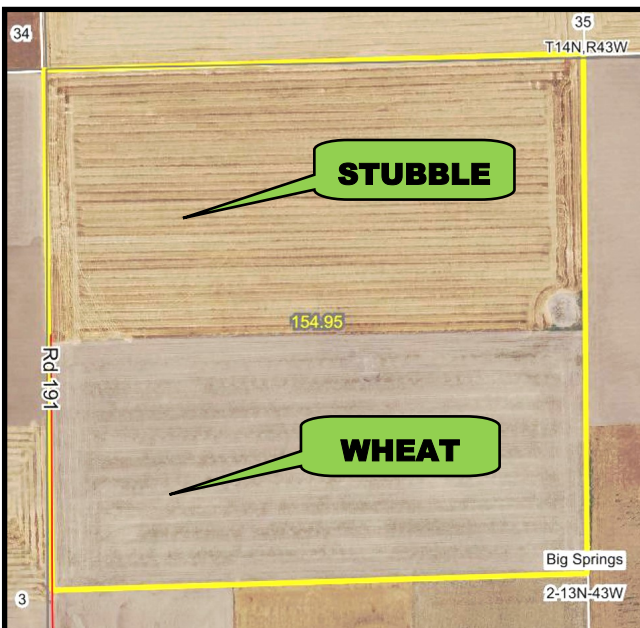 34
35
T14N,R43W
STUBBLE
154.95
Rd 191
WHEAT
Big Springs
3
2-13N-43W